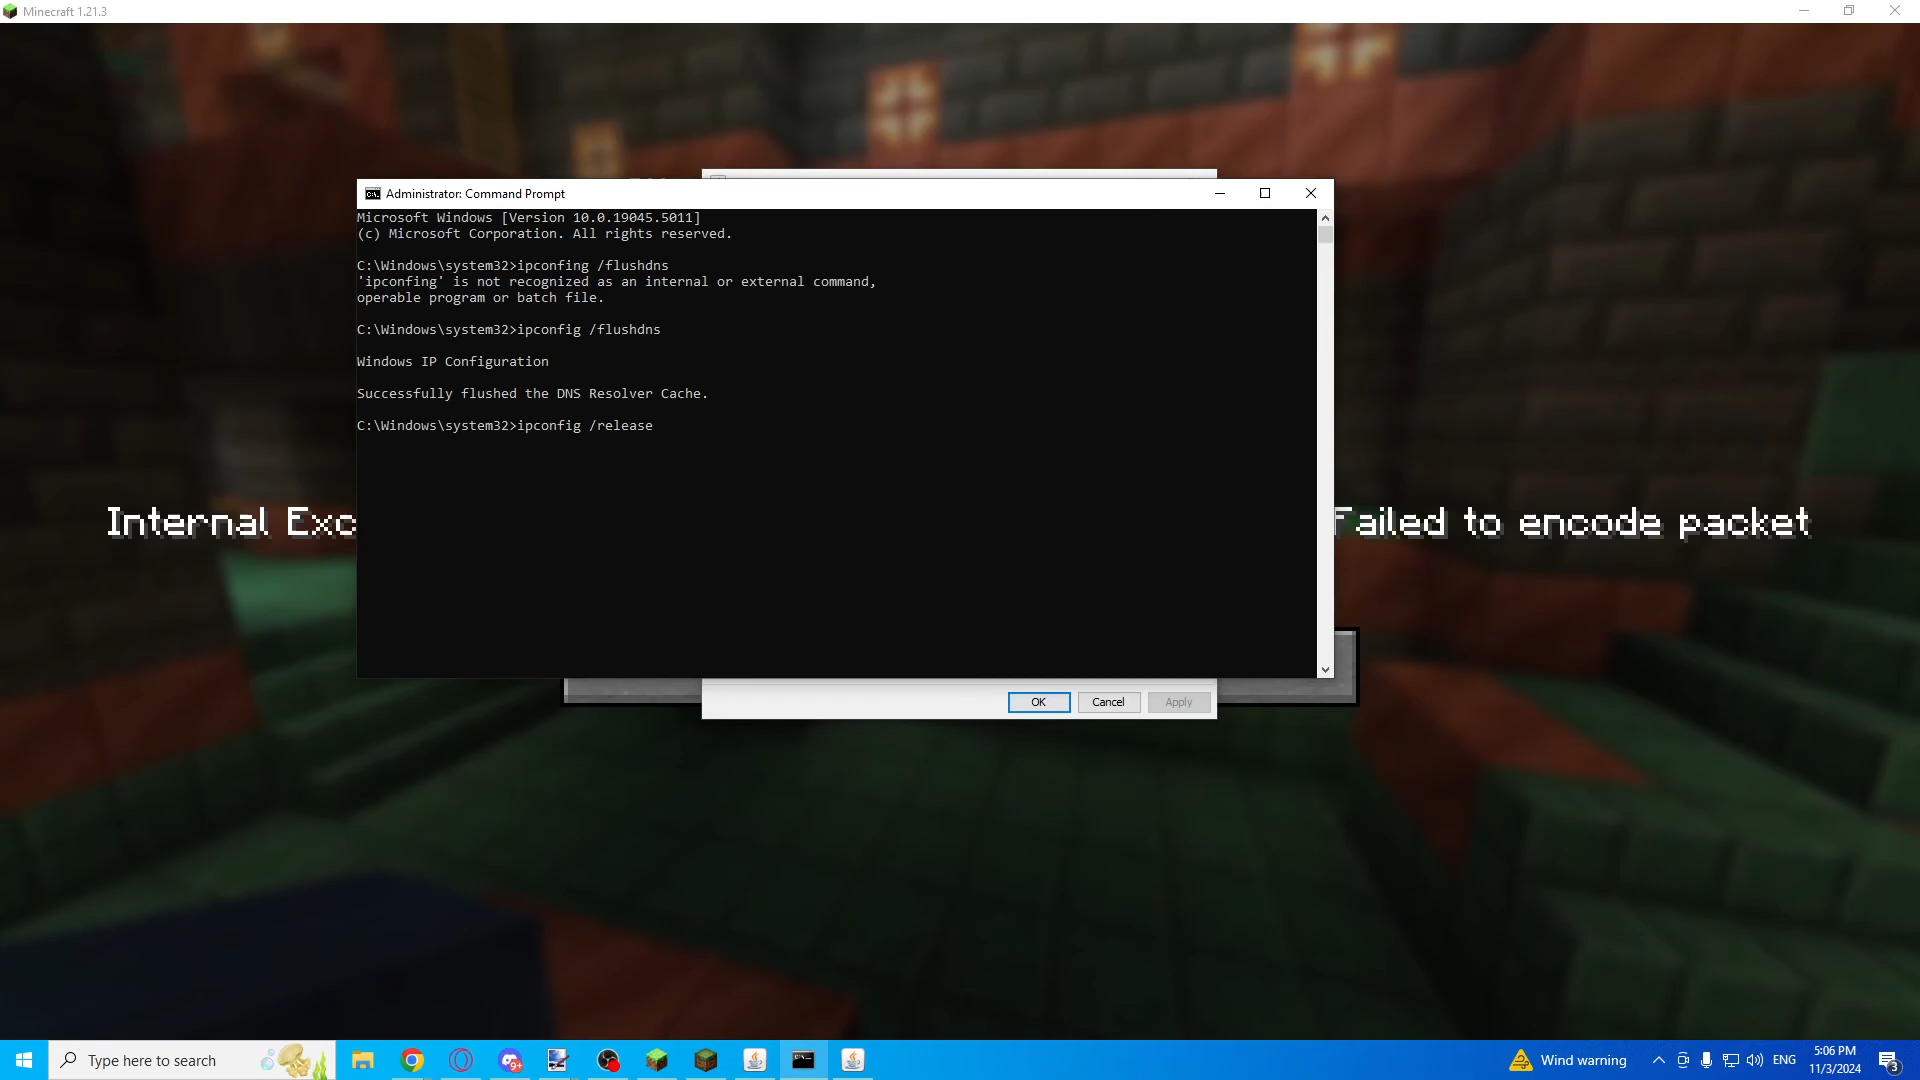 Minecraft 1.21.3
Administrator: Command Prompt
Microsoft Windows [Version 10.0.19045.5011]
(c) Microsoft Corporation. All rights reserved.
C:\Windows\system32>ipconfing /flushdns
'ipconfing' is not recognized as an internal or external command,
operable program or batch file.
C:\Windows\system32>ipconfig /flushdns
Windows IP Configuration
Successfully flushed the DNS Resolver Cache.
C:\Windows\system32>ipconfig /release
Internal Exc Failed to encode packet
OK Cancel Apply
Type here to search
9+
Wind warning
ENG
5:06 PM
11/3/2024
3